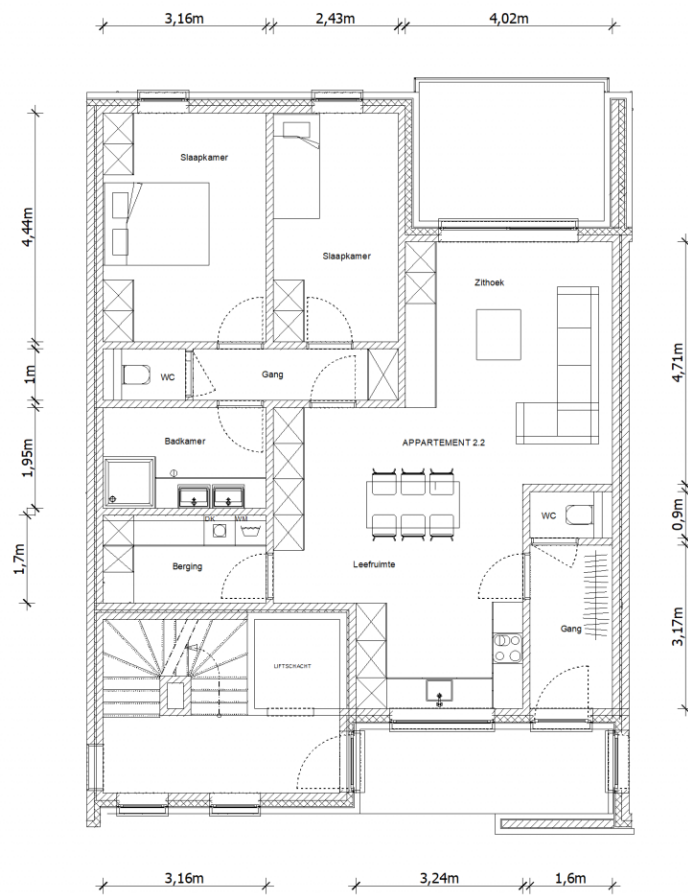 3,16m 2,43m 4,02m
Slaapkamer
Slaapkamer
Zithoek
4,44m
4,71m
WC
Gang
1m
Badkamer
1,95m
APPARTEMENT 2.2
DK WM
WC
0,9m
Berging
Leefruimte
1,7m
Gang
3,17m
LIFTSCHACHT
3,16m 3,24m 1,6m